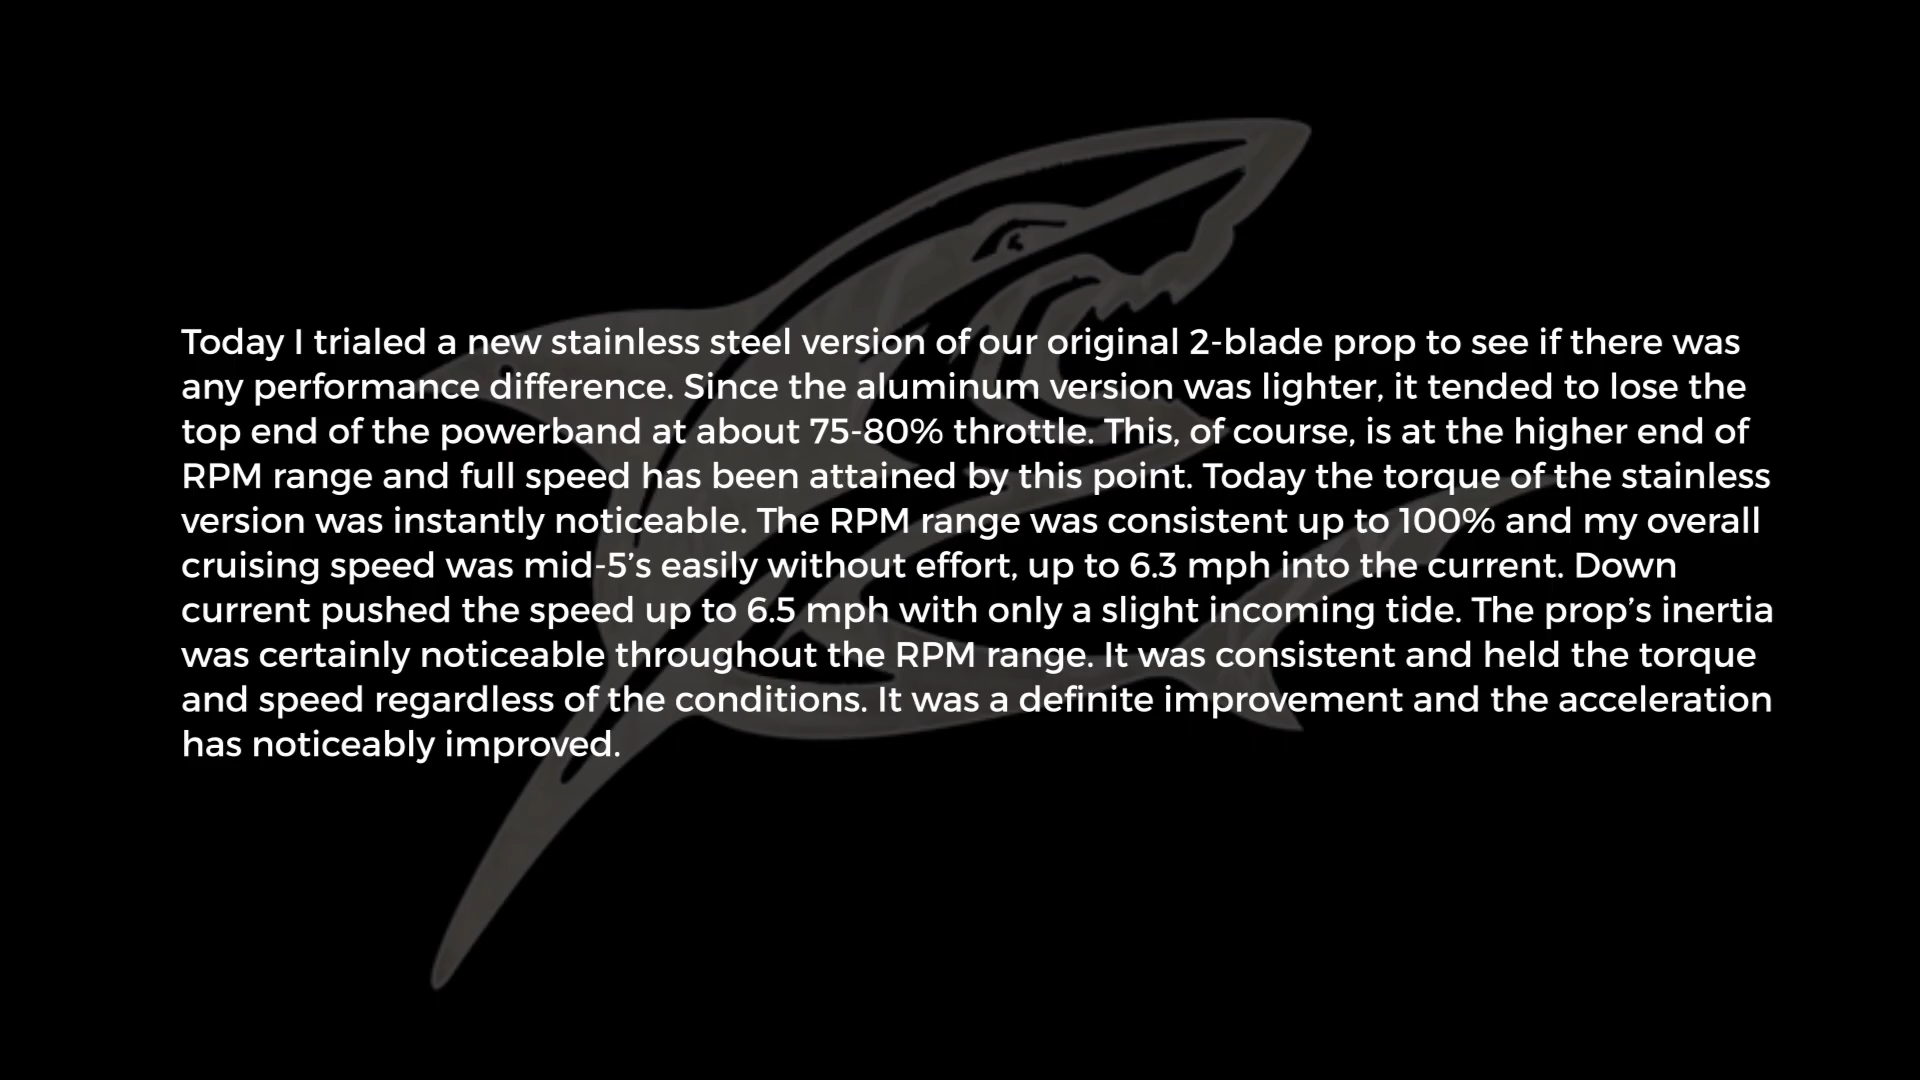 Today I trialed a new stainless steel version of our original 2-blade prop to see if there was
any performance difference. Since the aluminum version was lighter, it tended to lose the
top end of the powerband at about 75-80% throttle. This, of course, is at the higher end of
RPM range and full speed has been attained by this point. Today the torque of the stainless
version was instantly noticeable. The RPM range was consistent up to 100% and my overall
cruising speed was mid-5’s easily without effort, up to 6.3 mph into the current. Down
current pushed the speed up to 6.5 mph with only a slight incoming tide. The prop’s inertia
was certainly noticeable throughout the RPM range. It was consistent and held the torque
and speed regardless of the conditions. It was a definite improvement and the acceleration
has noticeably improved.